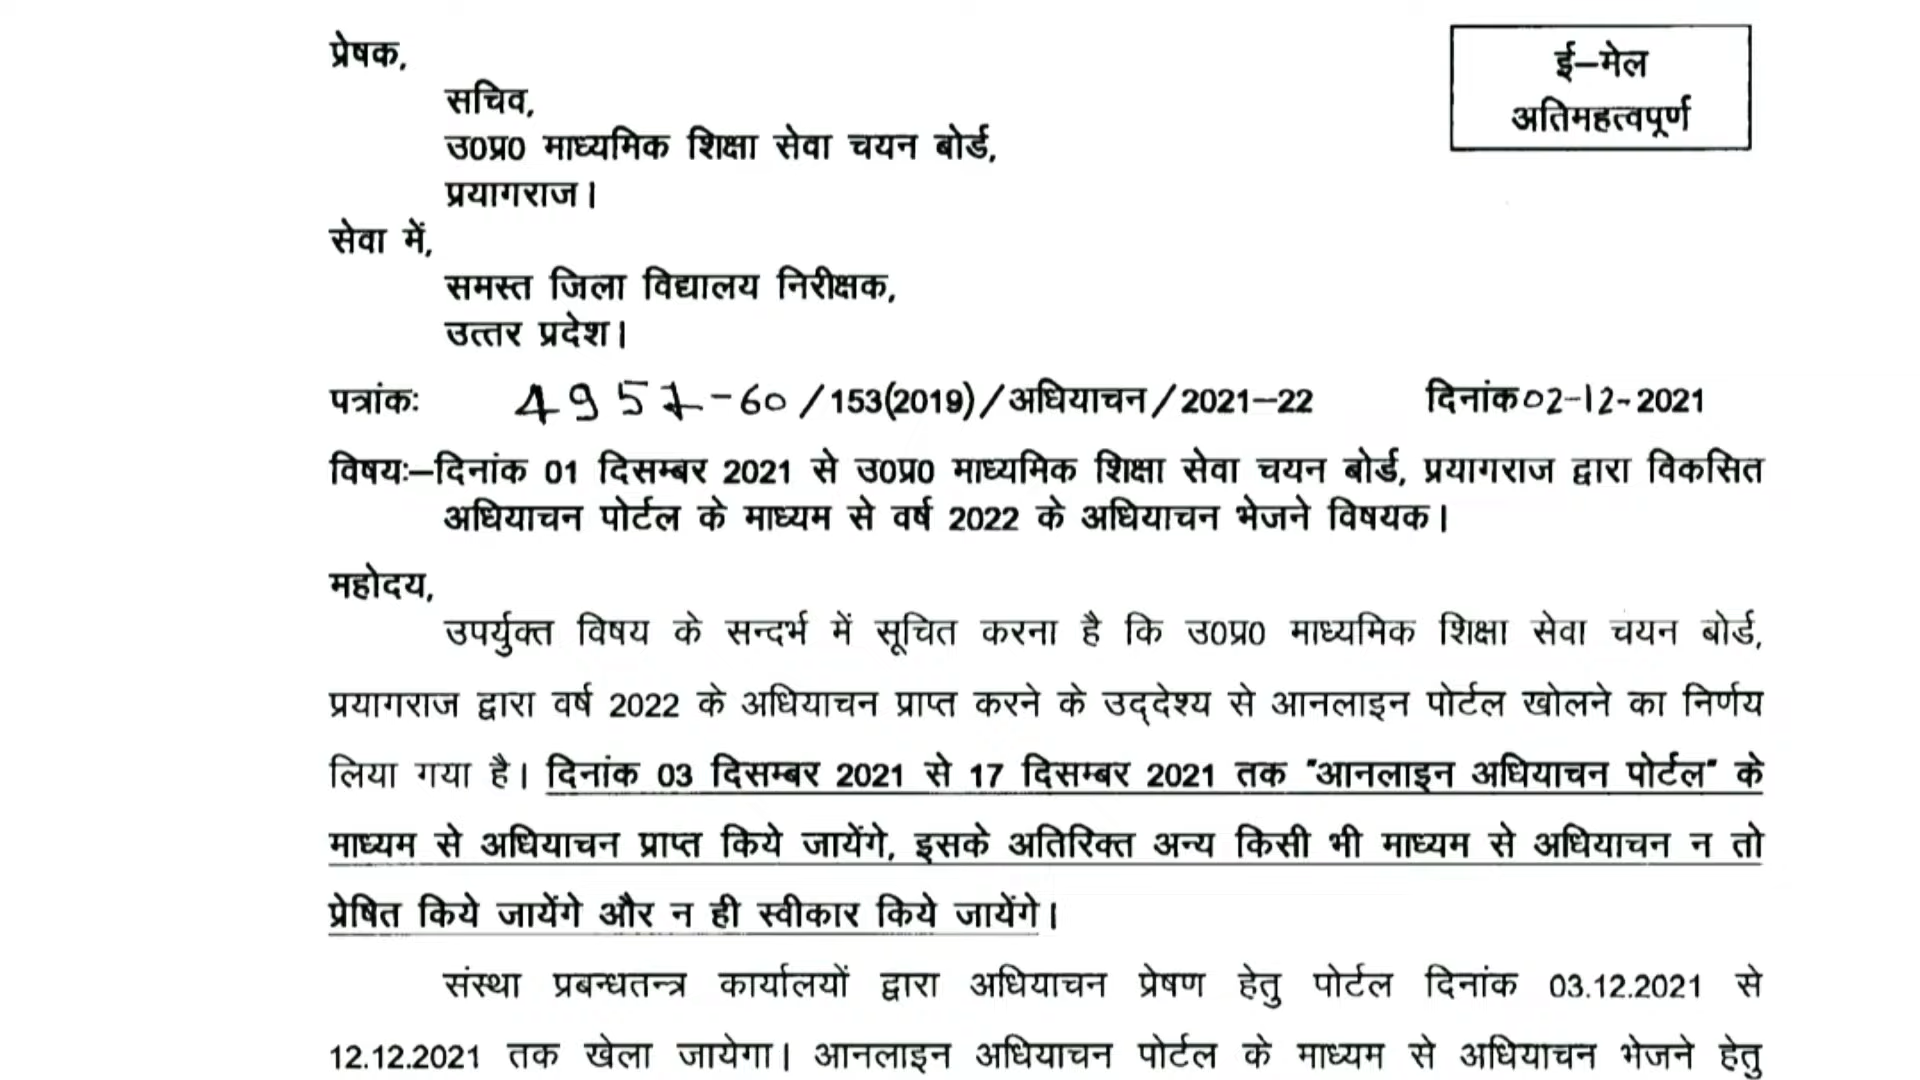 प्रेषक,
ई–मेल
अतिमहत्वपूर्ण
सचिव,
उ0प्र0 माध्यमिक शिक्षा सेवा चयन बोर्ड,
प्रयागराज।
सेवा में,
समस्त जिला विद्यालय निरीक्षक,
उत्तर प्रदेश।
पत्रांकः 4957-60/153(2019)/अधियाचन/2021–22 दिनांक 02-12-2021
विषयः–दिनांक 01 दिसम्बर 2021 से उ0प्र0 माध्यमिक शिक्षा सेवा चयन बोर्ड, प्रयागराज द्वारा विकसित
अधियाचन पोर्टल के माध्यम से वर्ष 2022 के अधियाचन भेजने विषयक।
महोदय,
उपर्युक्त विषय के सन्दर्भ में सूचित करना है कि उ0प्र0 माध्यमिक शिक्षा सेवा चयन बोर्ड,
प्रयागराज द्वारा वर्ष 2022 के अधियाचन प्राप्त करने के उद्देश्य से आनलाइन पोर्टल खोलने का निर्णय
लिया गया है। दिनांक 03 दिसम्बर 2021 से 17 दिसम्बर 2021 तक "आनलाइन अधियाचन पोर्टल" के
माध्यम से अधियाचन प्राप्त किये जायेंगे, इसके अतिरिक्त अन्य किसी भी माध्यम से अधियाचन न तो
प्रेषित किये जायेंगे और न ही स्वीकार किये जायेंगे।
संस्था प्रबन्धतन्त्र कार्यालयों द्वारा अधियाचन प्रेषण हेतु पोर्टल दिनांक 03.12.2021 से
12.12.2021 तक खेला जायेगा। आनलाइन अधियाचन पोर्टल के माध्यम से अधियाचन भेजने हेतु